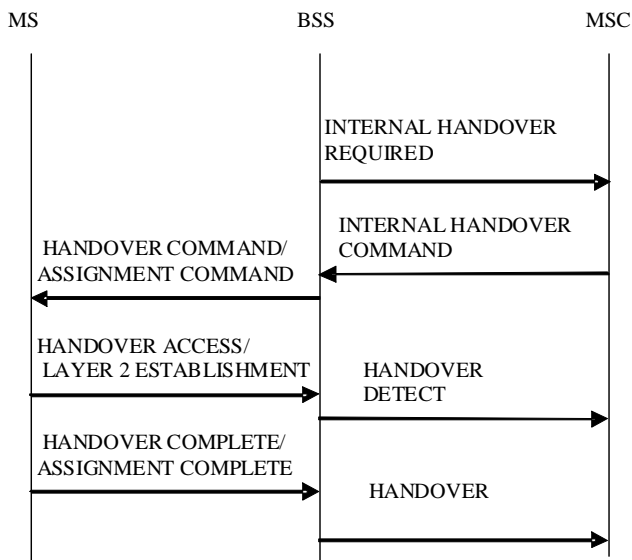 MS BSS MSC
INTERNAL HANDOVER
REQUIRED
INTERNAL HANDOVER
COMMAND
HANDOVER COMMAND/
ASSIGNMENT COMMAND
HANDOVER ACCESS/
LAYER 2 ESTABLISHMENT
HANDOVER
DETECT
HANDOVER COMPLETE/
ASSIGNMENT COMPLETE
HANDOVER